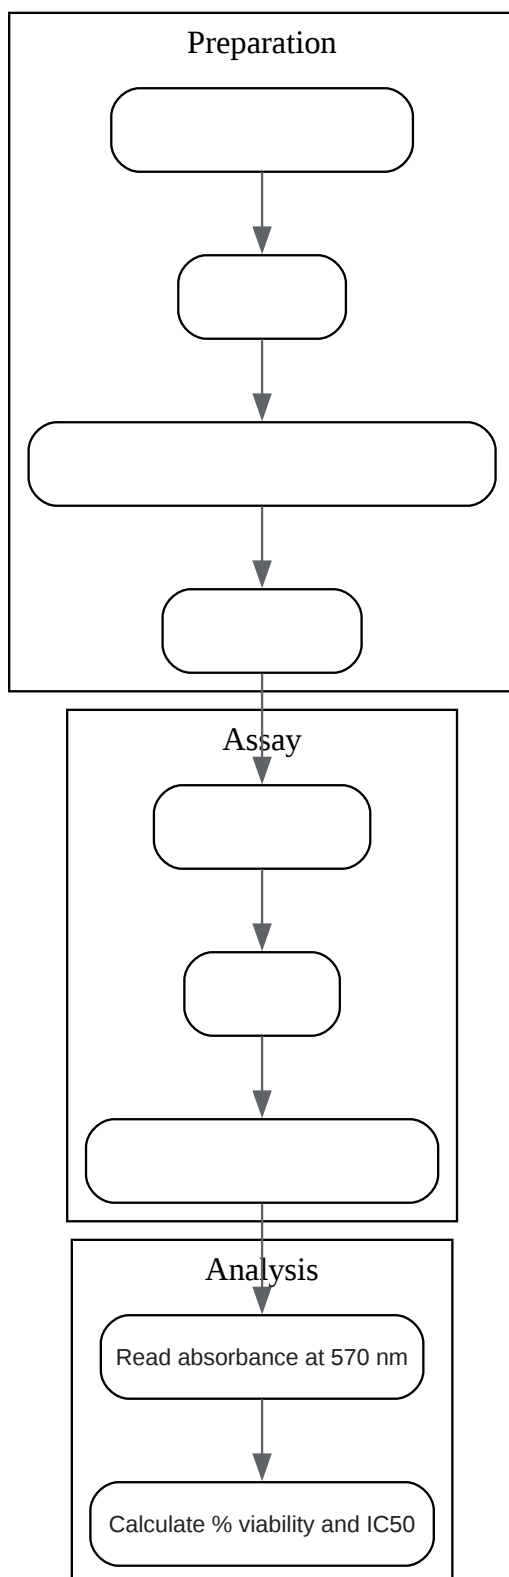 Preparation
Assay
Analysis
Read absorbance at 570 nm
Calculate % viability and IC50